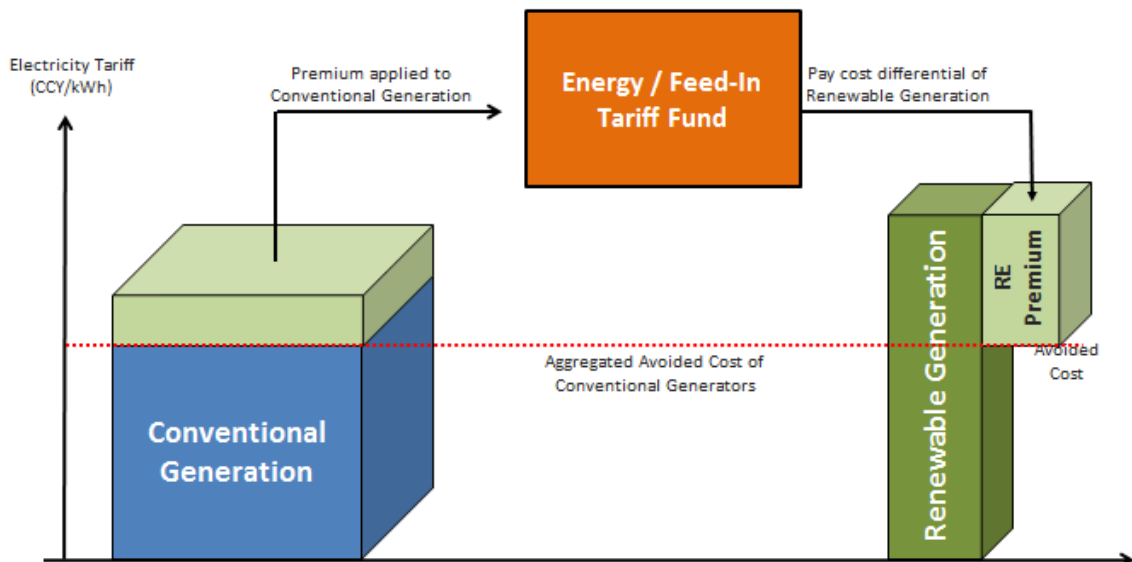 Electricity Tariff
(CCY/kWh)
Premium applied to
Conventional Generation
Energy / Feed-In
Tariff Fund
Pay cost differential of
Renewable Generation
Conventional
Generation
Aggregated Avoided Cost of
Conventional Generators
Renewable Generation
RE
Premium
Avoided
Cost